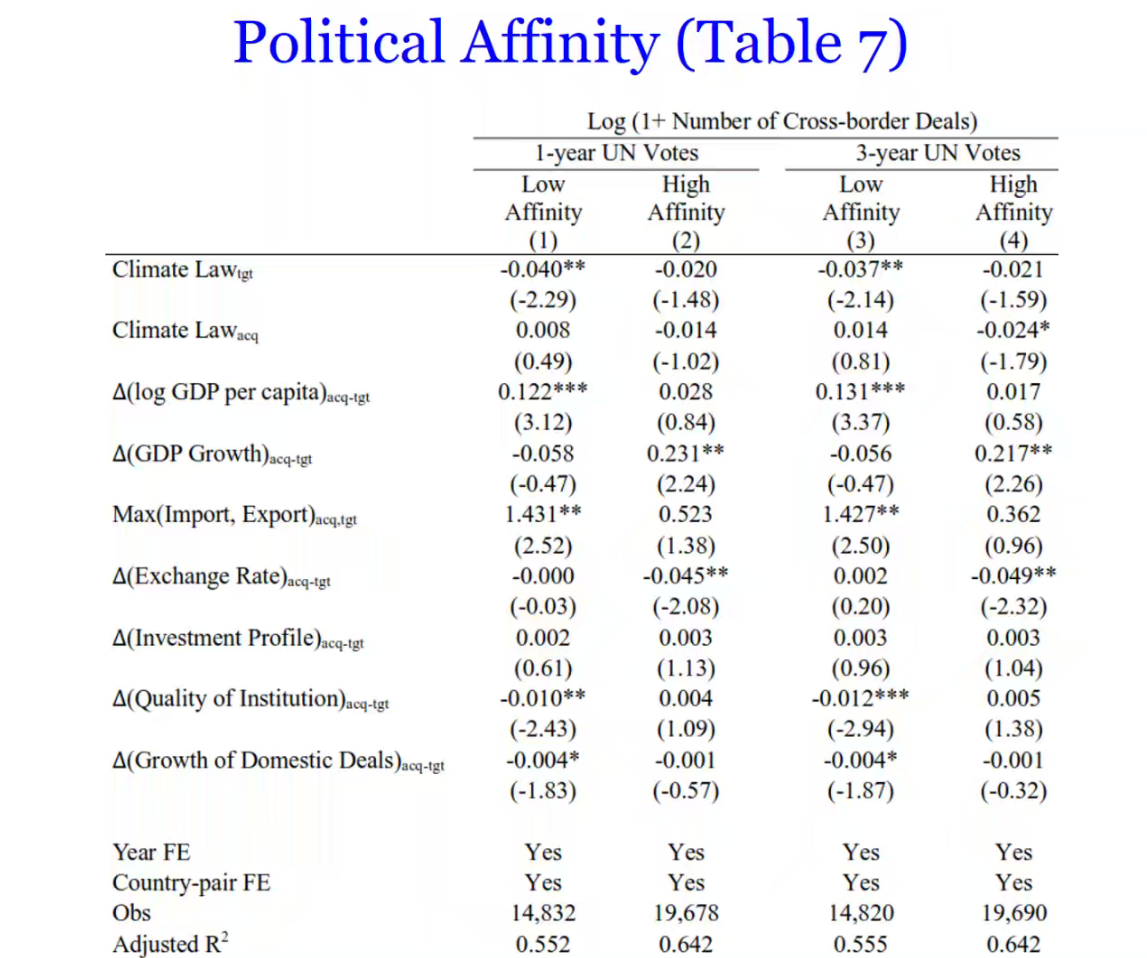 Political Affinity (Table 7)
Log (1+ Number of Cross-border Deals)
1-year UN Votes 3-year UN Votes
Low High Low High
Affinity Affinity Affinity Affinity
(1) (2) (3) (4)
Climate Lawtgt -0.040** -0.020 -0.037** -0.021
(-2.29) (-1.48) (-2.14) (-1.59)
Climate Lawacq 0.008 -0.014 0.014 -0.024*
(0.49) (-1.02) (0.81) (-1.79)
Δ(log GDP per capita)acq-tgt 0.122*** 0.028 0.131*** 0.017
(3.12) (0.84) (3.37) (0.58)
Δ(GDP Growth)acq-tgt -0.058 0.231** -0.056 0.217**
(-0.47) (2.24) (-0.47) (2.26)
Max(Import, Export)acq,tgt 1.431** 0.523 1.427** 0.362
(2.52) (1.38) (2.50) (0.96)
Δ(Exchange Rate)acq-tgt -0.000 -0.045** 0.002 -0.049**
(-0.03) (-2.08) (0.20) (-2.32)
Δ(Investment Profile)acq-tgt 0.002 0.003 0.003 0.003
(0.61) (1.13) (0.96) (1.04)
Δ(Quality of Institution)acq-tgt -0.010** 0.004 -0.012*** 0.005
(-2.43) (1.09) (-2.94) (1.38)
Δ(Growth of Domestic Deals)acq-tgt -0.004* -0.001 -0.004* -0.001
(-1.83) (-0.57) (-1.87) (-0.32)
Year FE Yes Yes Yes Yes
Country-pair FE Yes Yes Yes Yes
Obs 14,832 19,678 14,820 19,690
Adjusted R² 0.552 0.642 0.555 0.642